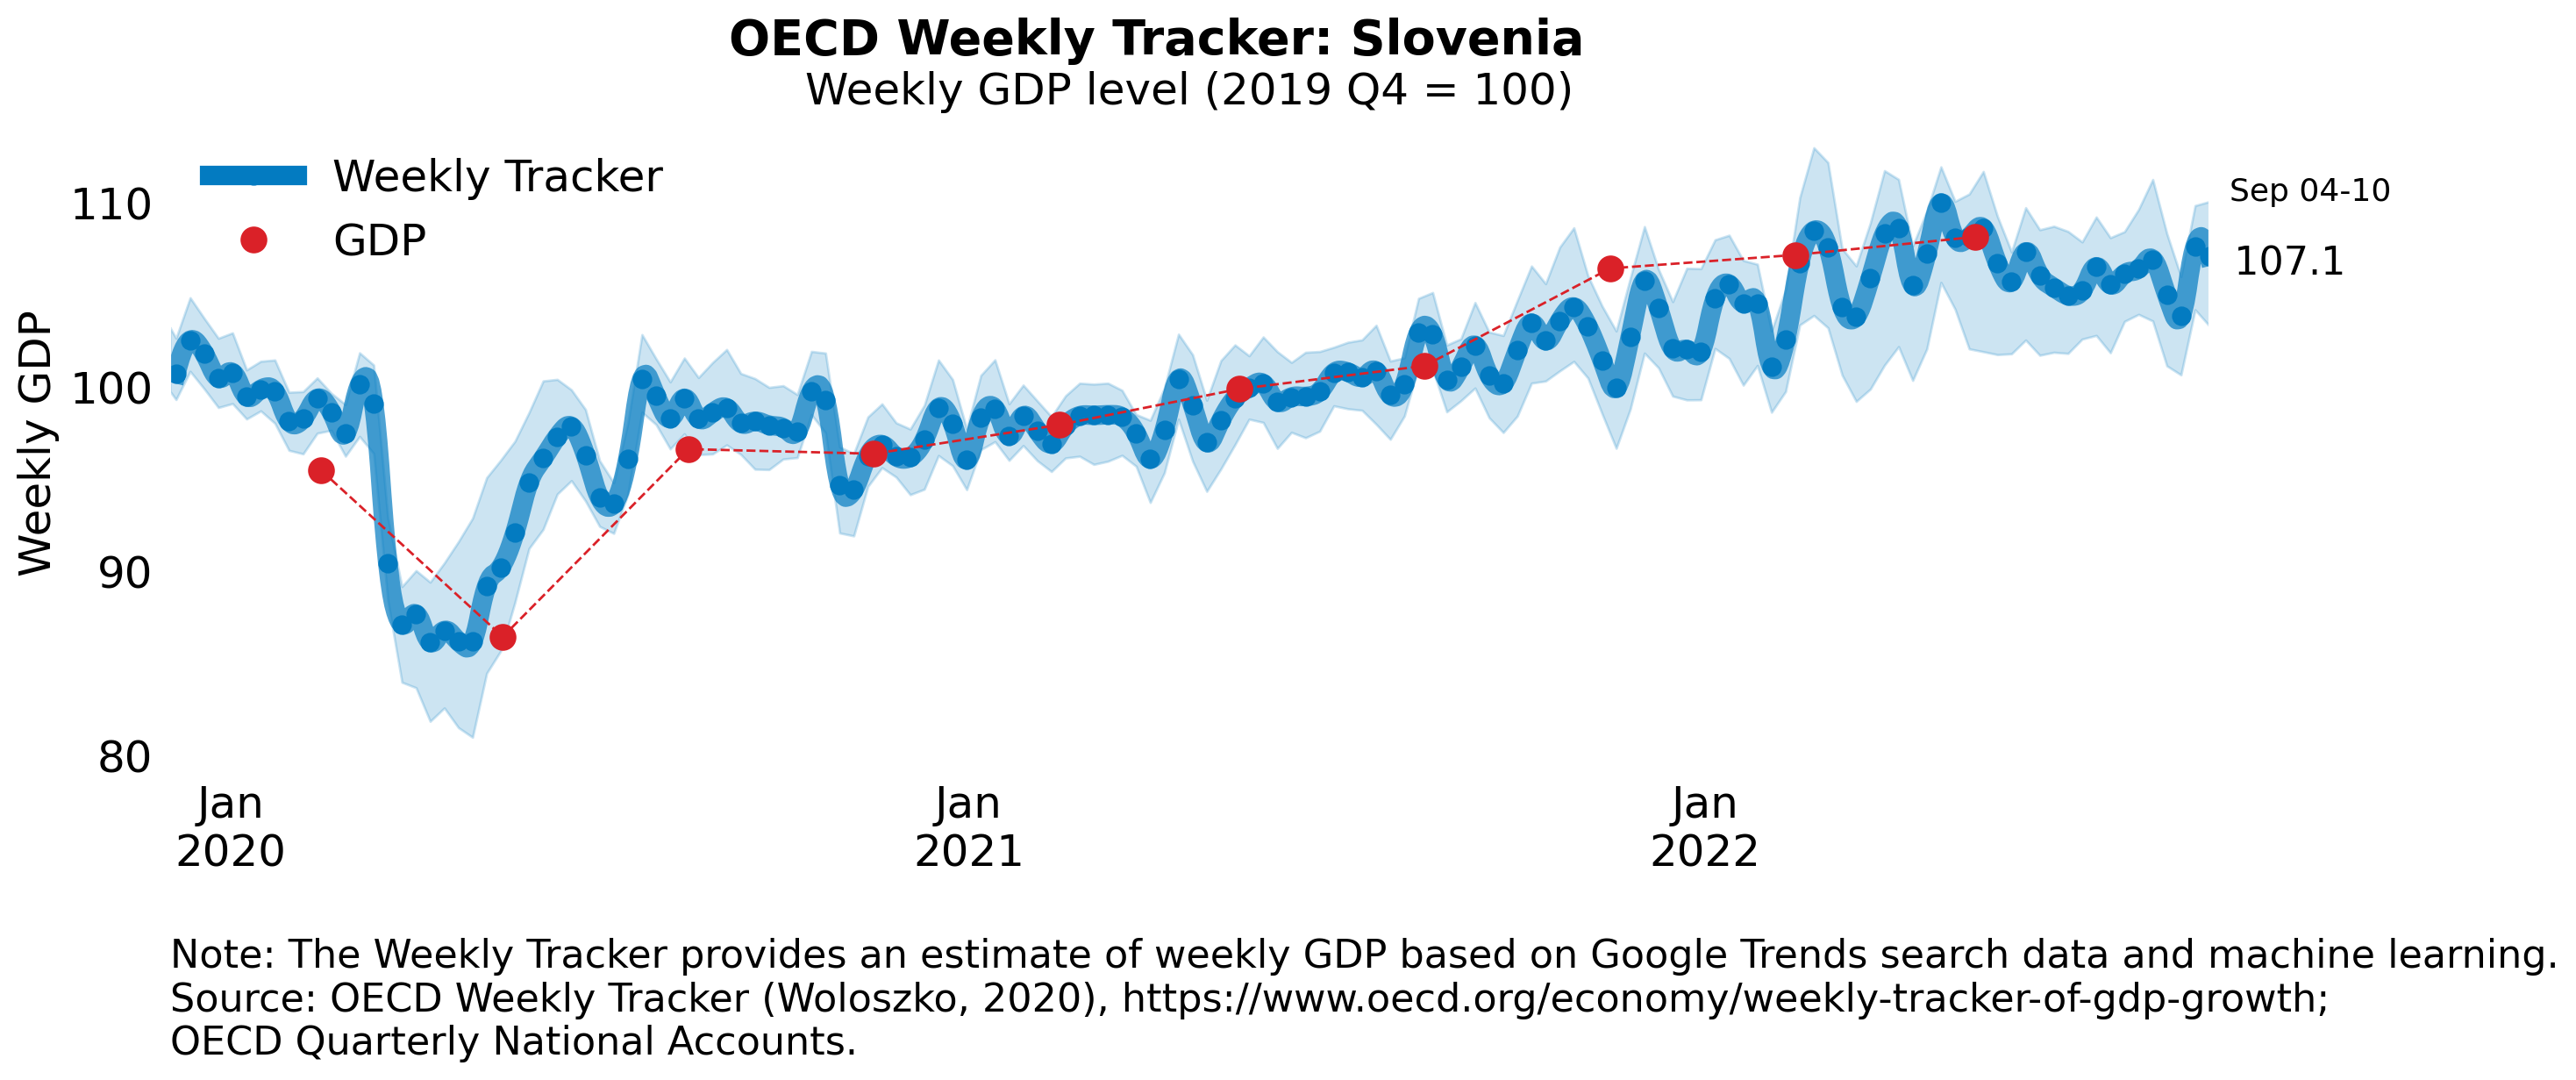 OECD Weekly Tracker: Slovenia
Weekly GDP level (2019 Q4 = 100)
Weekly Tracker
GDP
Weekly GDP
110
100
90
80
Sep 04-10
107.1
Jan
2020
Jan
2021
Jan
2022
Note: The Weekly Tracker provides an estimate of weekly GDP based on Google Trends search data and machine learning.
Source: OECD Weekly Tracker (Woloszko, 2020), https://www.oecd.org/economy/weekly-tracker-of-gdp-growth;
OECD Quarterly National Accounts.